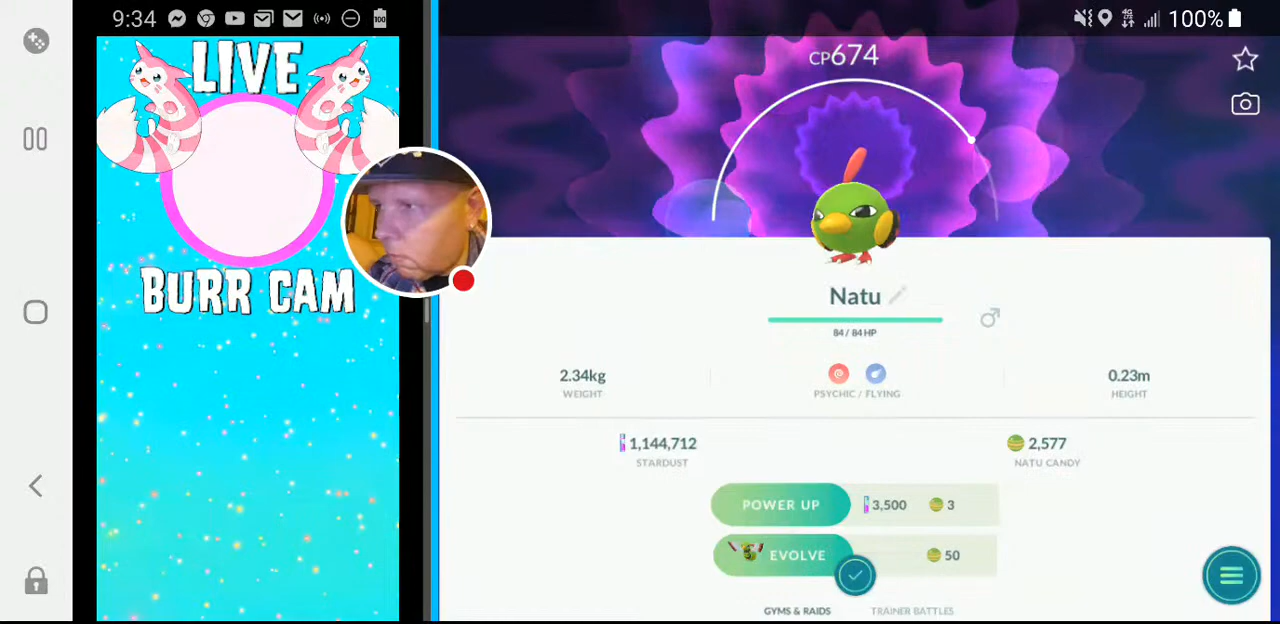 9:34
100
4G
100%
LIVE
BURR CAM
CP674
Natu
84 / 84 HP
2.34kg
WEIGHT
PSYCHIC / FLYING
0.23m
HEIGHT
1,144,712
STARDUST
2,577
NATU CANDY
POWER UP
3,500
3
EVOLVE
50
GYMS & RAIDS
TRAINER BATTLES